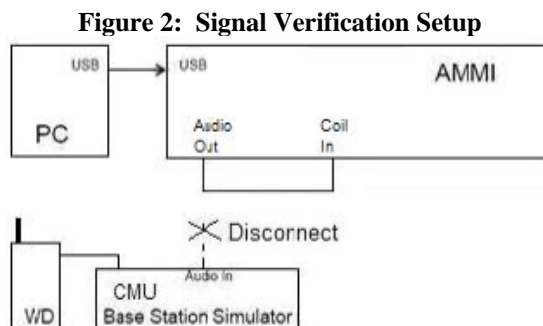 Figure 2: Signal Verification Setup
USB
USB
AMMI
PC
Audio
Out
Coil
In
Disconnect
Audio In
CMU
Base Station Simulator
WD